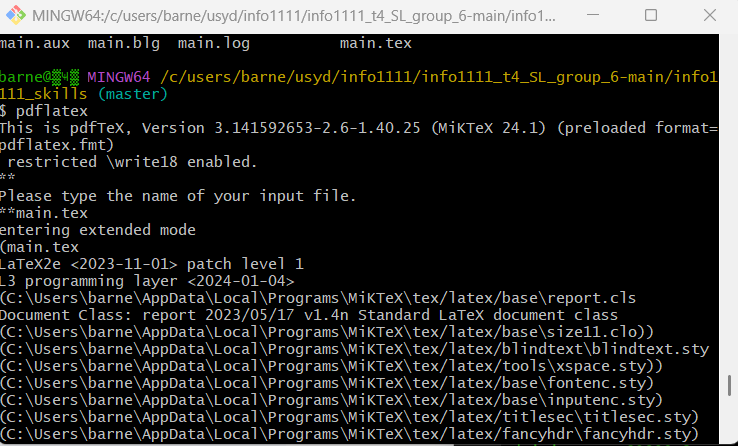 MINGW64:/c/users/barne/usyd/info1111/info1111_t4_SL_group_6-main/info1...
main.aux  main.blg  main.log          main.tex
barne@ MINGW64 /c/users/barne/usyd/info1111/info1111_t4_SL_group_6-main/info1
111_skills (master)
$ pdflatex
This is pdfTeX, Version 3.141592653-2.6-1.40.25 (MiKTeX 24.1) (preloaded format=
pdflatex.fmt)
 restricted \write18 enabled.
**
Please type the name of your input file.
**main.tex
entering extended mode
(main.tex
LaTeX2e <2023-11-01> patch level 1
L3 programming layer <2024-01-04>
(C:\Users\barne\AppData\Local\Programs\MiKTeX\tex/latex/base\report.cls
Document Class: report 2023/05/17 v1.4n Standard LaTeX document class
(C:\Users\barne\AppData\Local\Programs\MiKTeX\tex/latex/base\size11.clo))
(C:\Users\barne\AppData\Local\Programs\MiKTeX\tex/latex/blindtext\blindtext.sty
(C:\Users\barne\AppData\Local\Programs\MiKTeX\tex/latex/tools\xspace.sty))
(C:\Users\barne\AppData\Local\Programs\MiKTeX\tex/latex/base\fontenc.sty)
(C:\Users\barne\AppData\Local\Programs\MiKTeX\tex/latex/base\inputenc.sty)
(C:\Users\barne\AppData\Local\Programs\MiKTeX\tex/latex/titlesec\titlesec.sty)
(C:\Users\barne\AppData\Local\Programs\MiKTeX\tex/latex/fancyhdr\fancyhdr.sty)